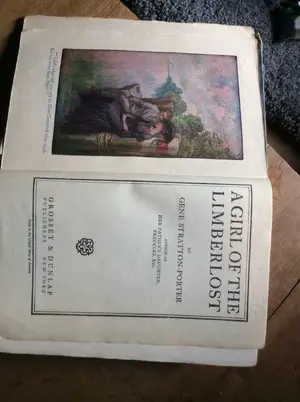 A GIRL OF THE
LIMBERLOST
BY
GENE STRATTON-PORTER
AUTHOR OF
HER FATHER'S DAUGHTER,
FRECKLES, ETC.
GROSSET & DUNLAP
PUBLISHERS NEW YORK